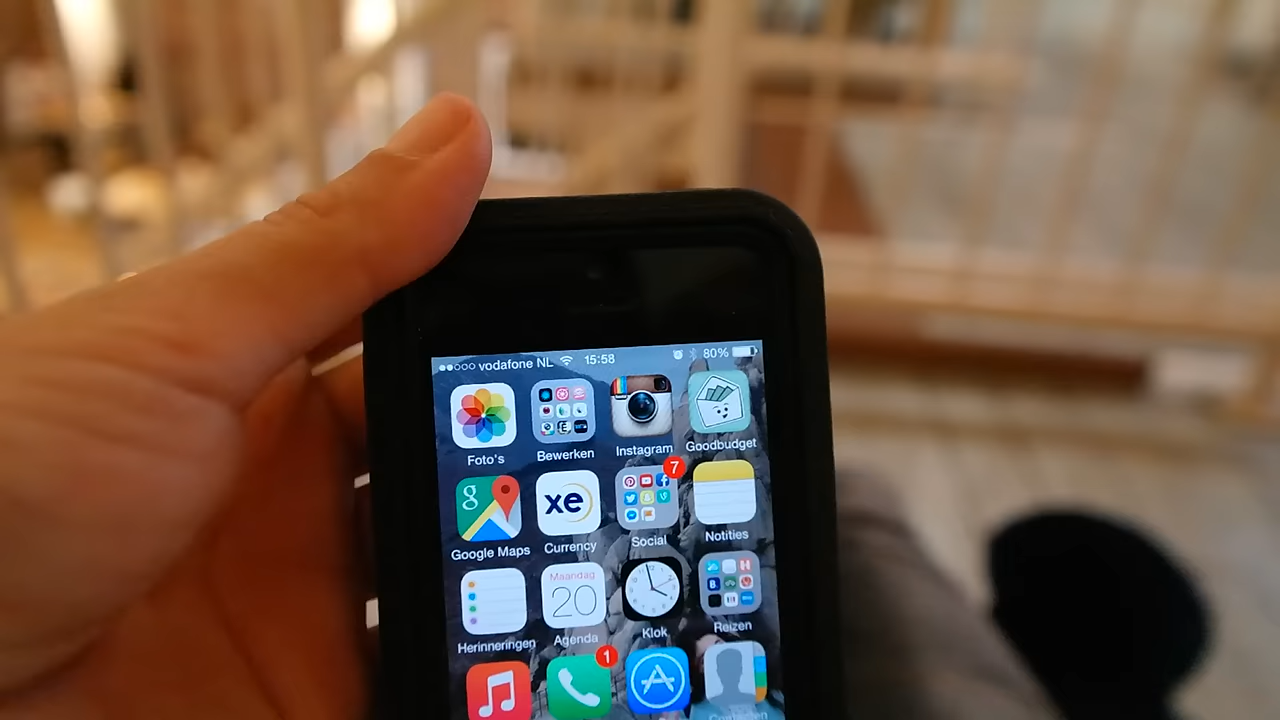 vodafone NL 15:58 80%
Foto's Bewerken Instagram Goodbudget
g xe 7
Google Maps Currency Social Notities
Maandag
20
Herinneringen Agenda Klok Reizen
1